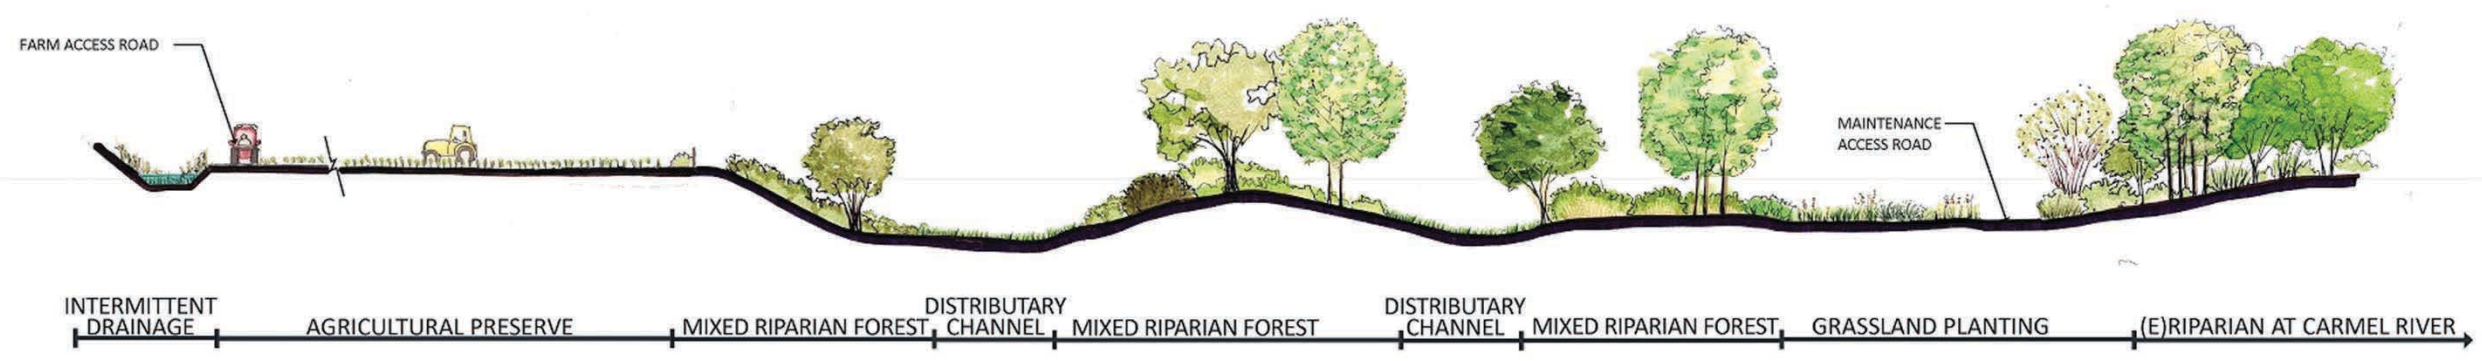 FARM ACCESS ROAD
MAINTENANCE
ACCESS ROAD
INTERMITTENT
DRAINAGE
AGRICULTURAL PRESERVE
MIXED RIPARIAN FOREST
DISTRIBUTARY
CHANNEL
MIXED RIPARIAN FOREST
DISTRIBUTARY
CHANNEL
MIXED RIPARIAN FOREST
GRASSLAND PLANTING
(E)RIPARIAN AT CARMEL RIVER